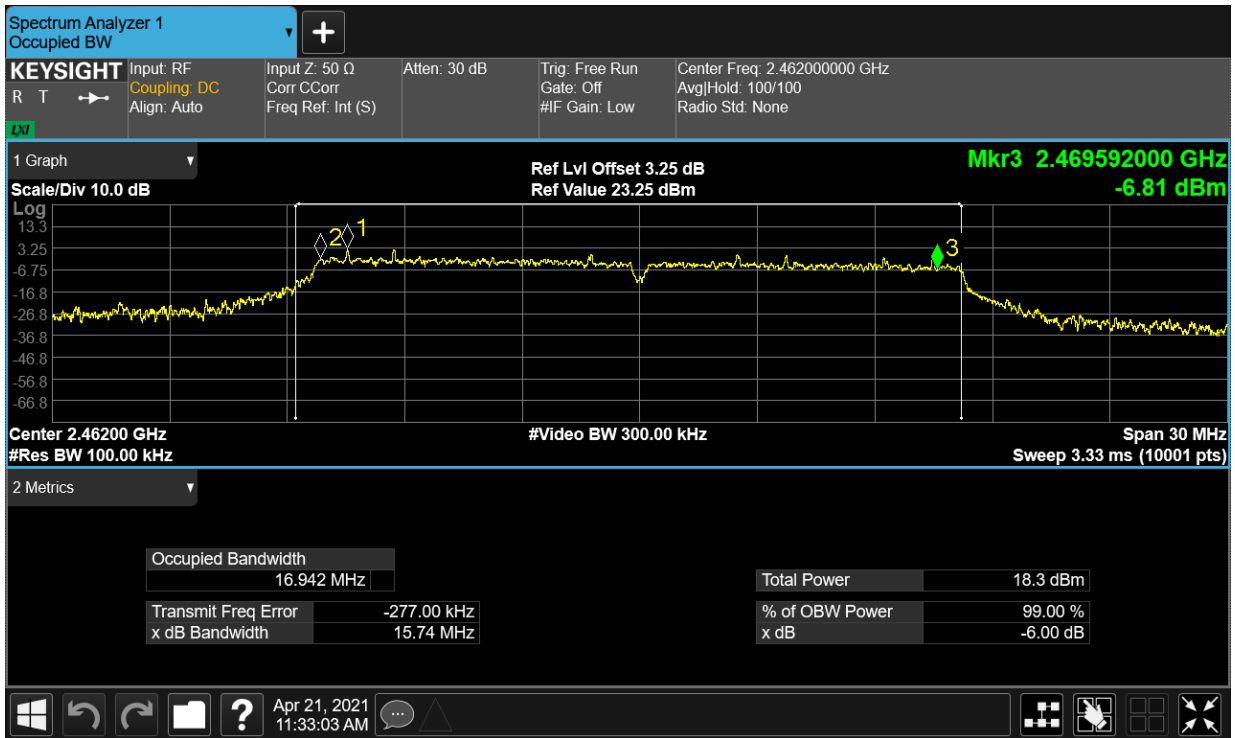 Spectrum Analyzer 1
Occupied BW
KEYSIGHT
R T
LXI
Input: RF
Coupling: DC
Align: Auto
Input Z: 50 Ω
Corr CCorr
Freq Ref: Int (S)
Atten: 30 dB
Trig: Free Run
Gate: Off
#IF Gain: Low
Center Freq: 2.462000000 GHz
Avg|Hold: 100/100
Radio Std: None
1 Graph
Scale/Div 10.0 dB
Ref Lvl Offset 3.25 dB
Ref Value 23.25 dBm
Mkr3 2.469592000 GHz
-6.81 dBm
Log
13.3
3.25
-6.75
-16.8
-26.8
-36.8
-46.8
-56.8
-66.8
2 1
3
Center 2.46200 GHz
#Video BW 300.00 kHz
Span 30 MHz
#Res BW 100.00 kHz
Sweep 3.33 ms (10001 pts)
2 Metrics
Occupied Bandwidth
16.942 MHz
Transmit Freq Error -277.00 kHz
x dB Bandwidth 15.74 MHz
Total Power 18.3 dBm
% of OBW Power 99.00 %
x dB -6.00 dB
?
Apr 21, 2021
11:33:03 AM